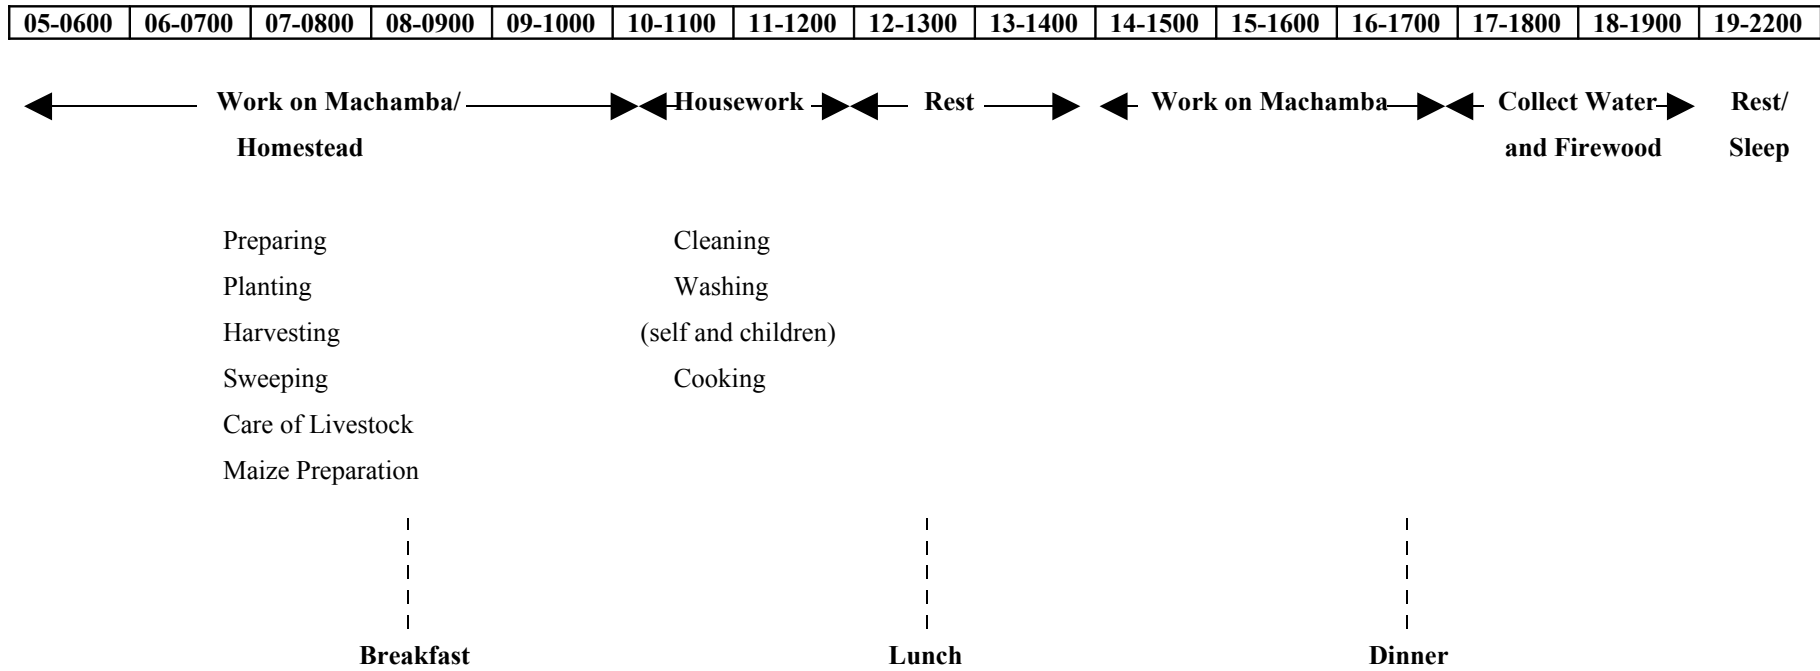 05-0600 06-0700 07-0800 08-0900 09-1000 10-1100 11-1200 12-1300 13-1400 14-1500 15-1600 16-1700 17-1800 18-1900 19-2200
Work on Machamba/ Housework Rest Work on Machamba Collect Water Rest/
Homestead and Firewood Sleep
Preparing Cleaning
Planting Washing
Harvesting (self and children)
Sweeping Cooking
Care of Livestock
Maize Preparation
Breakfast Lunch Dinner